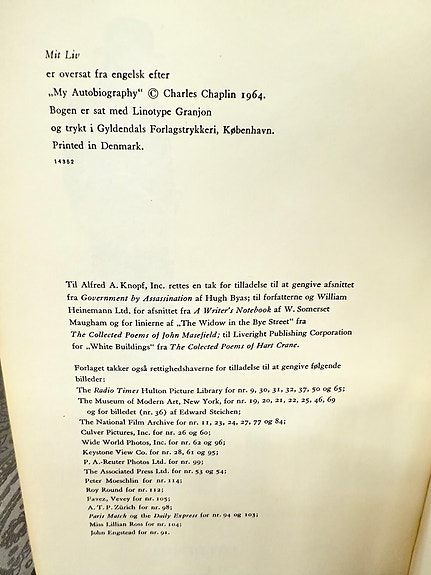 Mit Liv
er oversat fra engelsk efter
„My Autobiography“ © Charles Chaplin 1964.
Bogen er sat med Linotype Granjon
og trykt i Gyldendals Forlagstrykkeri, København.
Printed in Denmark.
14352
Til Alfred A. Knopf, Inc. rettes en tak for tilladelse til at gengive afsnittet
fra Government by Assassination af Hugh Byas; til forfatterne og William
Heinemann Ltd. for afsnittet fra A Writer's Notebook af W. Somerset
Maugham og for linierne af „The Widow in the Bye Street“ fra
The Collected Poems of John Masefield; til Liveright Publishing Corporation
for „White Buildings“ fra The Colected Poems of Hart Crane.
Forlaget takker også rettighedshaverne for tilladelse til at gengive følgende
billeder:
The Radio Times Hulton Picture Library for nr. 9, 30, 31, 32, 37, 50 og 65;
The Museum of Modern Art, New York, for nr. 19, 20, 21, 22, 25, 46, 69
og for billedet (nr. 36) af Edward Steichen;
The National Film Archive for nr. 11, 23, 24, 27, 77 og 84;
Culver Pictures, Inc. for nr. 26 og 60;
Wide World Photos, Inc. for nr. 62 og 96;
Keystone View Co. for nr. 28, 61 og 95;
P. A.-Reuter Photos Ltd. for nr. 99;
The Associated Press Ltd. for nr. 53 og 54;
Peter Moeschlin for nr. 114;
Roy Round for nr. 112;
Favez, Vevey for nr. 105;
A. T. P. Zürich for nr. 98;
Paris Match og the Daily Express for nr. 94 og 103;
Miss Lillian Ross for nr. 104;
John Engstead for nr. 91.